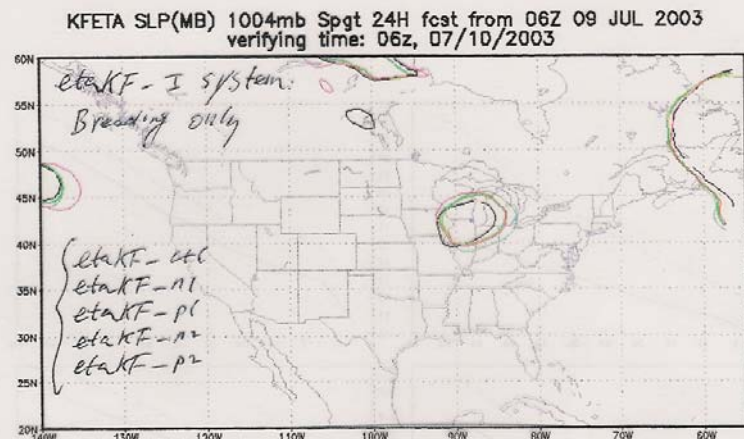 KFETA SLP(MB) 1004mb Spgt 24H fcst from 06Z 09 JUL 2003
verifying time: 06z, 07/10/2003
60N
etaKF-I system:
55N
Breeding only
50N
45N
40N
etaKF-ctl
etaKF-n1
35N
etaKF-p1
30N
etaKF-n2
etaKF-p2
25N
20N
140W 130W 120W 110W 100W 90W 80W 70W 60W